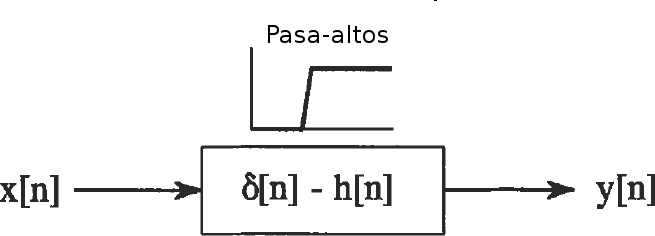 Pasa-altos
x[n]
δ[n] - h[n]
y[n]